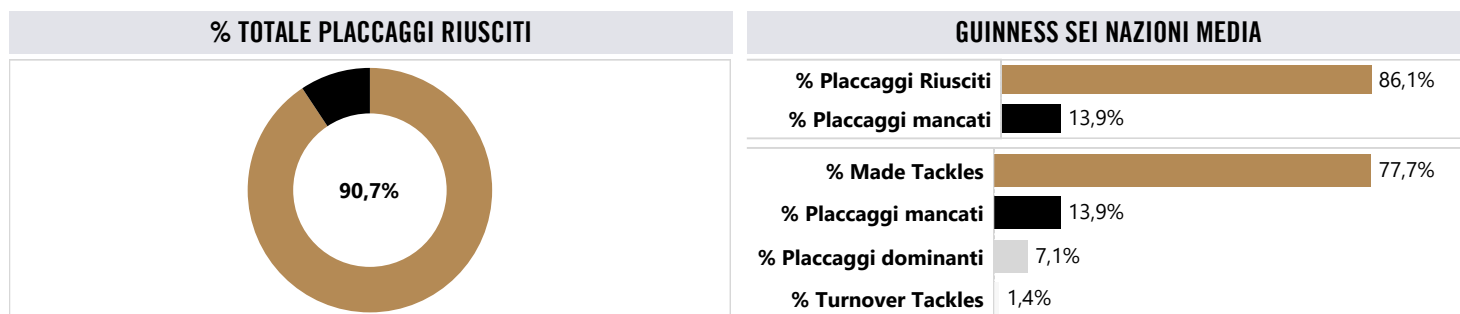 % TOTALE PLACCAGGI RIUSCITI
90,7%
GUINNESS SEI NAZIONI MEDIA
% Placcaggi Riusciti 86,1%
% Placcaggi mancati 13,9%
% Made Tackles 77,7%
% Placcaggi mancati 13,9%
% Placcaggi dominanti 7,1%
% Turnover Tackles 1,4%